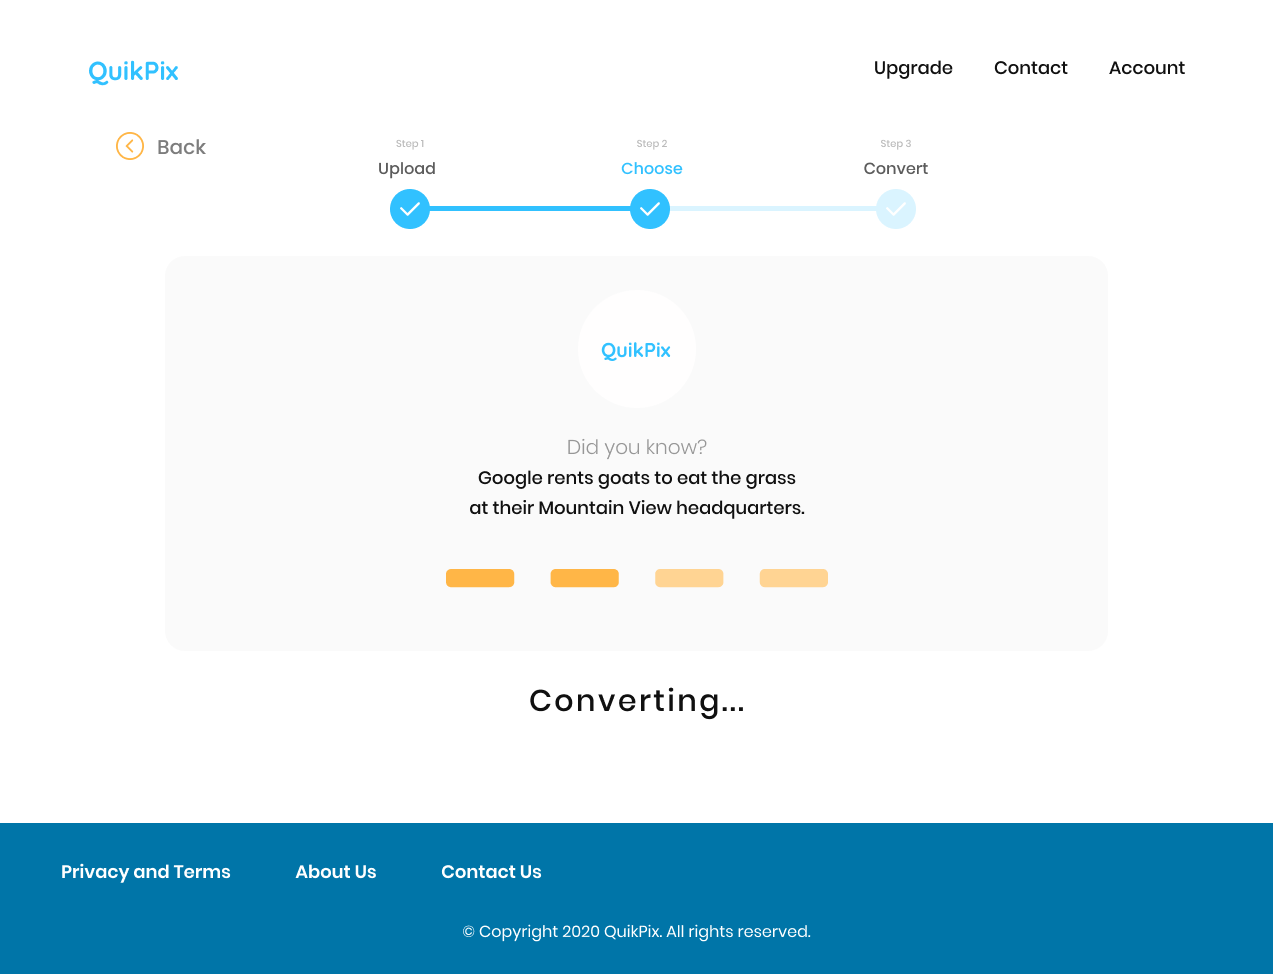 QuikPix
Upgrade Contact Account
Back
Step 1 Step 2 Step 3
Upload Choose Convert
QuikPix
Did you know?
Google rents goats to eat the grass
at their Mountain View headquarters.
Converting...
Privacy and Terms About Us Contact Us
© Copyright 2020 QuikPix. All rights reserved.